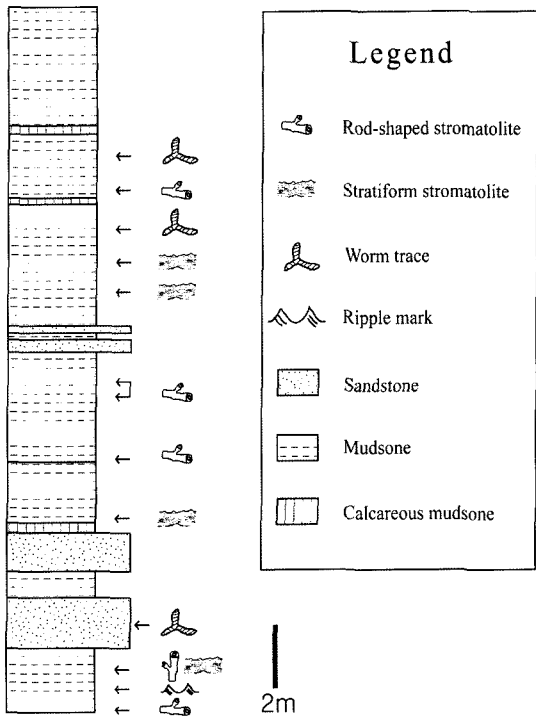 Legend
Rod-shaped stromatolite
Stratiform stromatolite
Worm trace
Ripple mark
Sandstone
Mudsone
Calcareous mudsone
2m